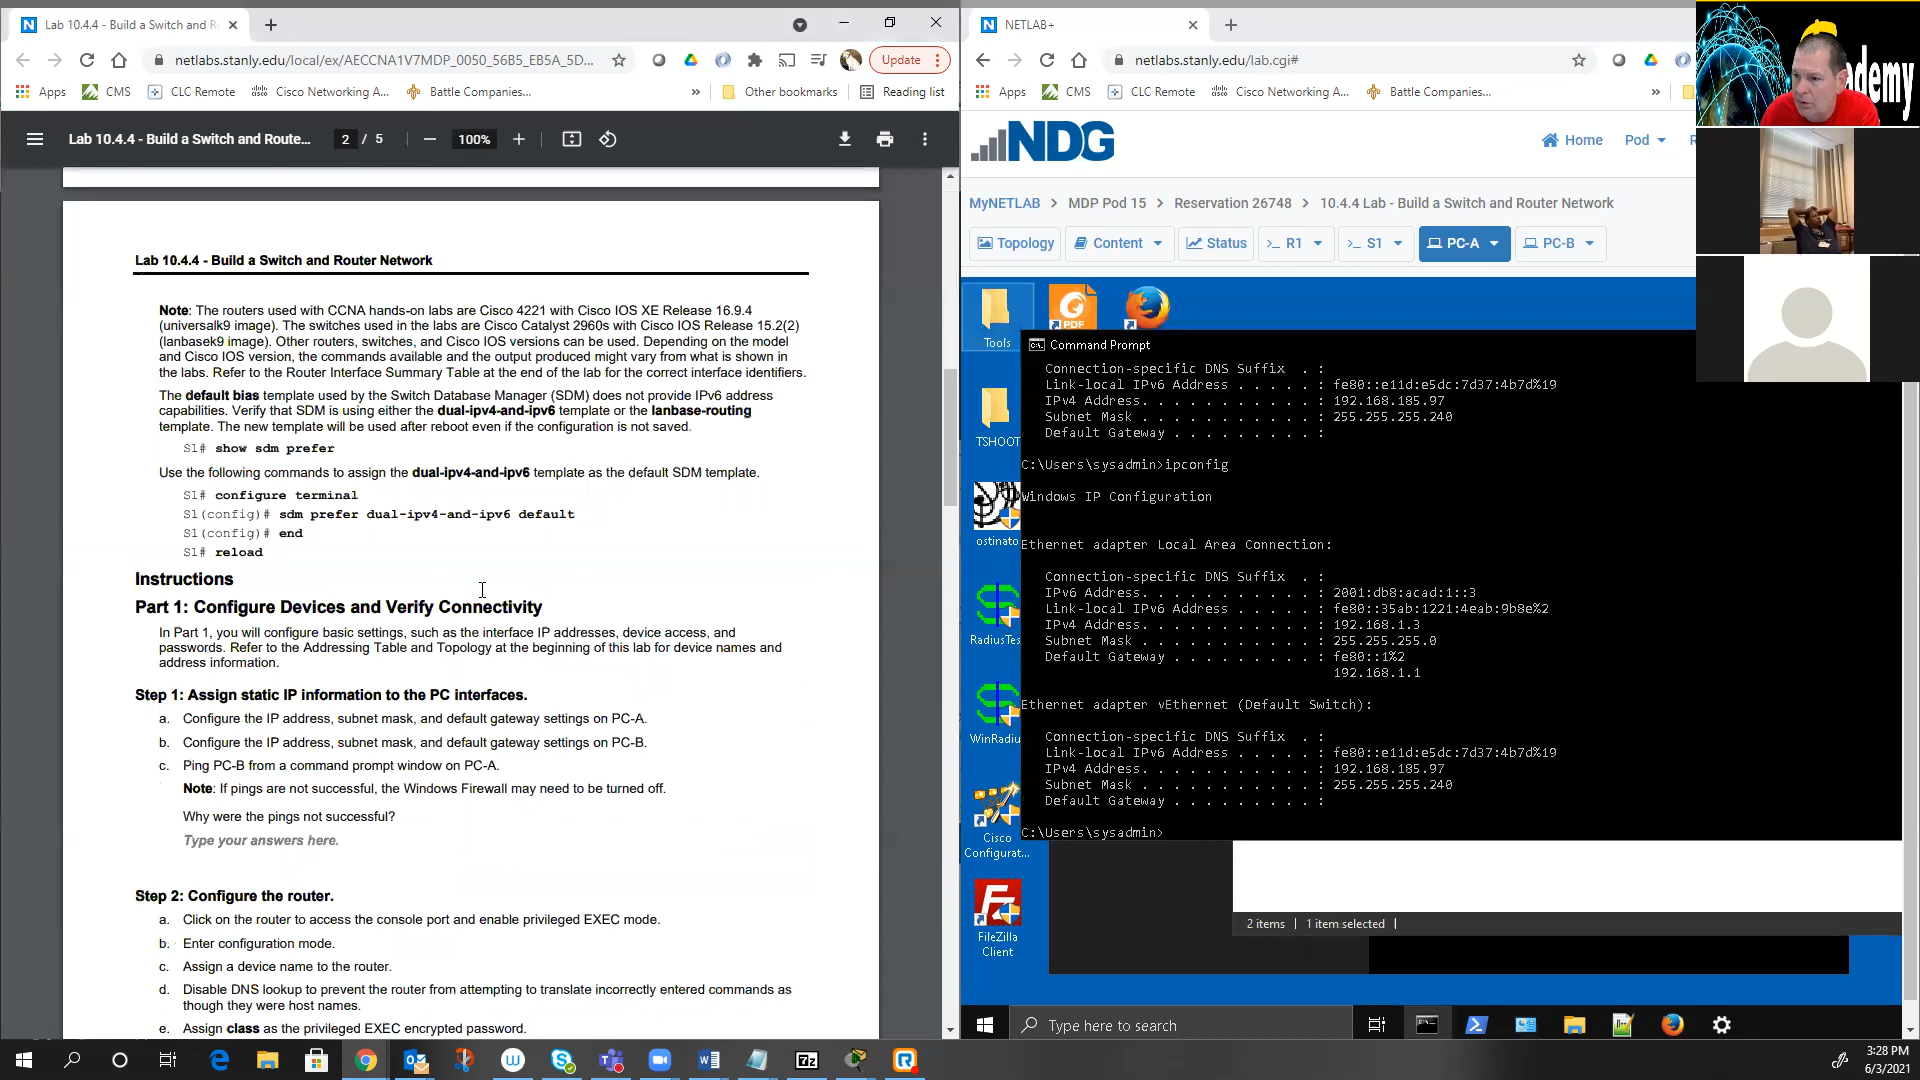 Lab 10.4.4 - Build a Switch and R
NETLAB+
netlabs.stanly.edu/local/ex/AECCNA1V7MDP_0050_56B5_EB5A_5D...
Update
netlabs.stanly.edu/lab.cgi#
Apps
CMS
CLC Remote
Cisco Networking A...
Battle Companies...
»
Other bookmarks
Reading list
Apps
CMS
CLC Remote
Cisco Networking A...
Battle Companies...
»
Lab 10.4.4 - Build a Switch and Route...
2 / 5
100%
NDG
Home
Pod
MyNETLAB > MDP Pod 15 > Reservation 26748 > 10.4.4 Lab - Build a Switch and Router Network
Topology
Content
Status
R1
S1
PC-A
PC-B
Lab 10.4.4 - Build a Switch and Router Network
Note: The routers used with CCNA hands-on labs are Cisco 4221 with Cisco IOS XE Release 16.9.4
(universalk9 image). The switches used in the labs are Cisco Catalyst 2960s with Cisco IOS Release 15.2(2)
(lanbasek9 image). Other routers, switches, and Cisco IOS versions can be used. Depending on the model
and Cisco IOS version, the commands available and the output produced might vary from what is shown in
the labs. Refer to the Router Interface Summary Table at the end of the lab for the correct interface identifiers.
The default bias template used by the Switch Database Manager (SDM) does not provide IPv6 address
capabilities. Verify that SDM is using either the dual-ipv4-and-ipv6 template or the lanbase-routing
template. The new template will be used after reboot even if the configuration is not saved.
S1# show sdm prefer
Use the following commands to assign the dual-ipv4-and-ipv6 template as the default SDM template.
S1# configure terminal
S1(config)# sdm prefer dual-ipv4-and-ipv6 default
S1(config)# end
S1# reload
Instructions
Part 1: Configure Devices and Verify Connectivity
In Part 1, you will configure basic settings, such as the interface IP addresses, device access, and
passwords. Refer to the Addressing Table and Topology at the beginning of this lab for device names and
address information.
Step 1: Assign static IP information to the PC interfaces.
a. Configure the IP address, subnet mask, and default gateway settings on PC-A.
b. Configure the IP address, subnet mask, and default gateway settings on PC-B.
c. Ping PC-B from a command prompt window on PC-A.
Note: If pings are not successful, the Windows Firewall may need to be turned off.
Why were the pings not successful?
Type your answers here.
Step 2: Configure the router.
a. Click on the router to access the console port and enable privileged EXEC mode.
b. Enter configuration mode.
c. Assign a device name to the router.
d. Disable DNS lookup to prevent the router from attempting to translate incorrectly entered commands as
though they were host names.
e. Assign class as the privileged EXEC encrypted password.
Tools
PDF
TSHOOT
ostinato
RadiusTes
WinRadiu
Cisco
Configurat...
FileZilla
Client
Command Prompt
Connection-specific DNS Suffix . :
Link-local IPv6 Address . . . . . : fe80::e11d:e5dc:7d37:4b7d%19
IPv4 Address. . . . . . . . . . . : 192.168.185.97
Subnet Mask . . . . . . . . . . . : 255.255.255.240
Default Gateway . . . . . . . . . :
C:\Users\sysadmin>ipconfig
Windows IP Configuration
Ethernet adapter Local Area Connection:
Connection-specific DNS Suffix . :
IPv6 Address. . . . . . . . . . . : 2001:db8:acad:1::3
Link-local IPv6 Address . . . . . : fe80::35ab:1221:4eab:9b8e%2
IPv4 Address. . . . . . . . . . . : 192.168.1.3
Subnet Mask . . . . . . . . . . . : 255.255.255.0
Default Gateway . . . . . . . . . : fe80::1%2
192.168.1.1
Ethernet adapter vEthernet (Default Switch):
Connection-specific DNS Suffix . :
Link-local IPv6 Address . . . . . : fe80::e11d:e5dc:7d37:4b7d%19
IPv4 Address. . . . . . . . . . . : 192.168.185.97
Subnet Mask . . . . . . . . . . . : 255.255.255.240
Default Gateway . . . . . . . . . :
C:\Users\sysadmin>
2 items | 1 item selected |
Type here to search
3:28 PM
6/3/2021